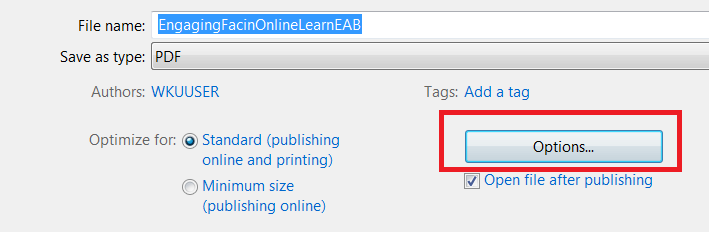 File name: EngagingFacinOnlineLearnEAB
Save as type: PDF
Authors: WKUUSER Tags: Add a tag
Optimize for: Standard (publishing online and printing)
Minimum size (publishing online)
Options...
Open file after publishing